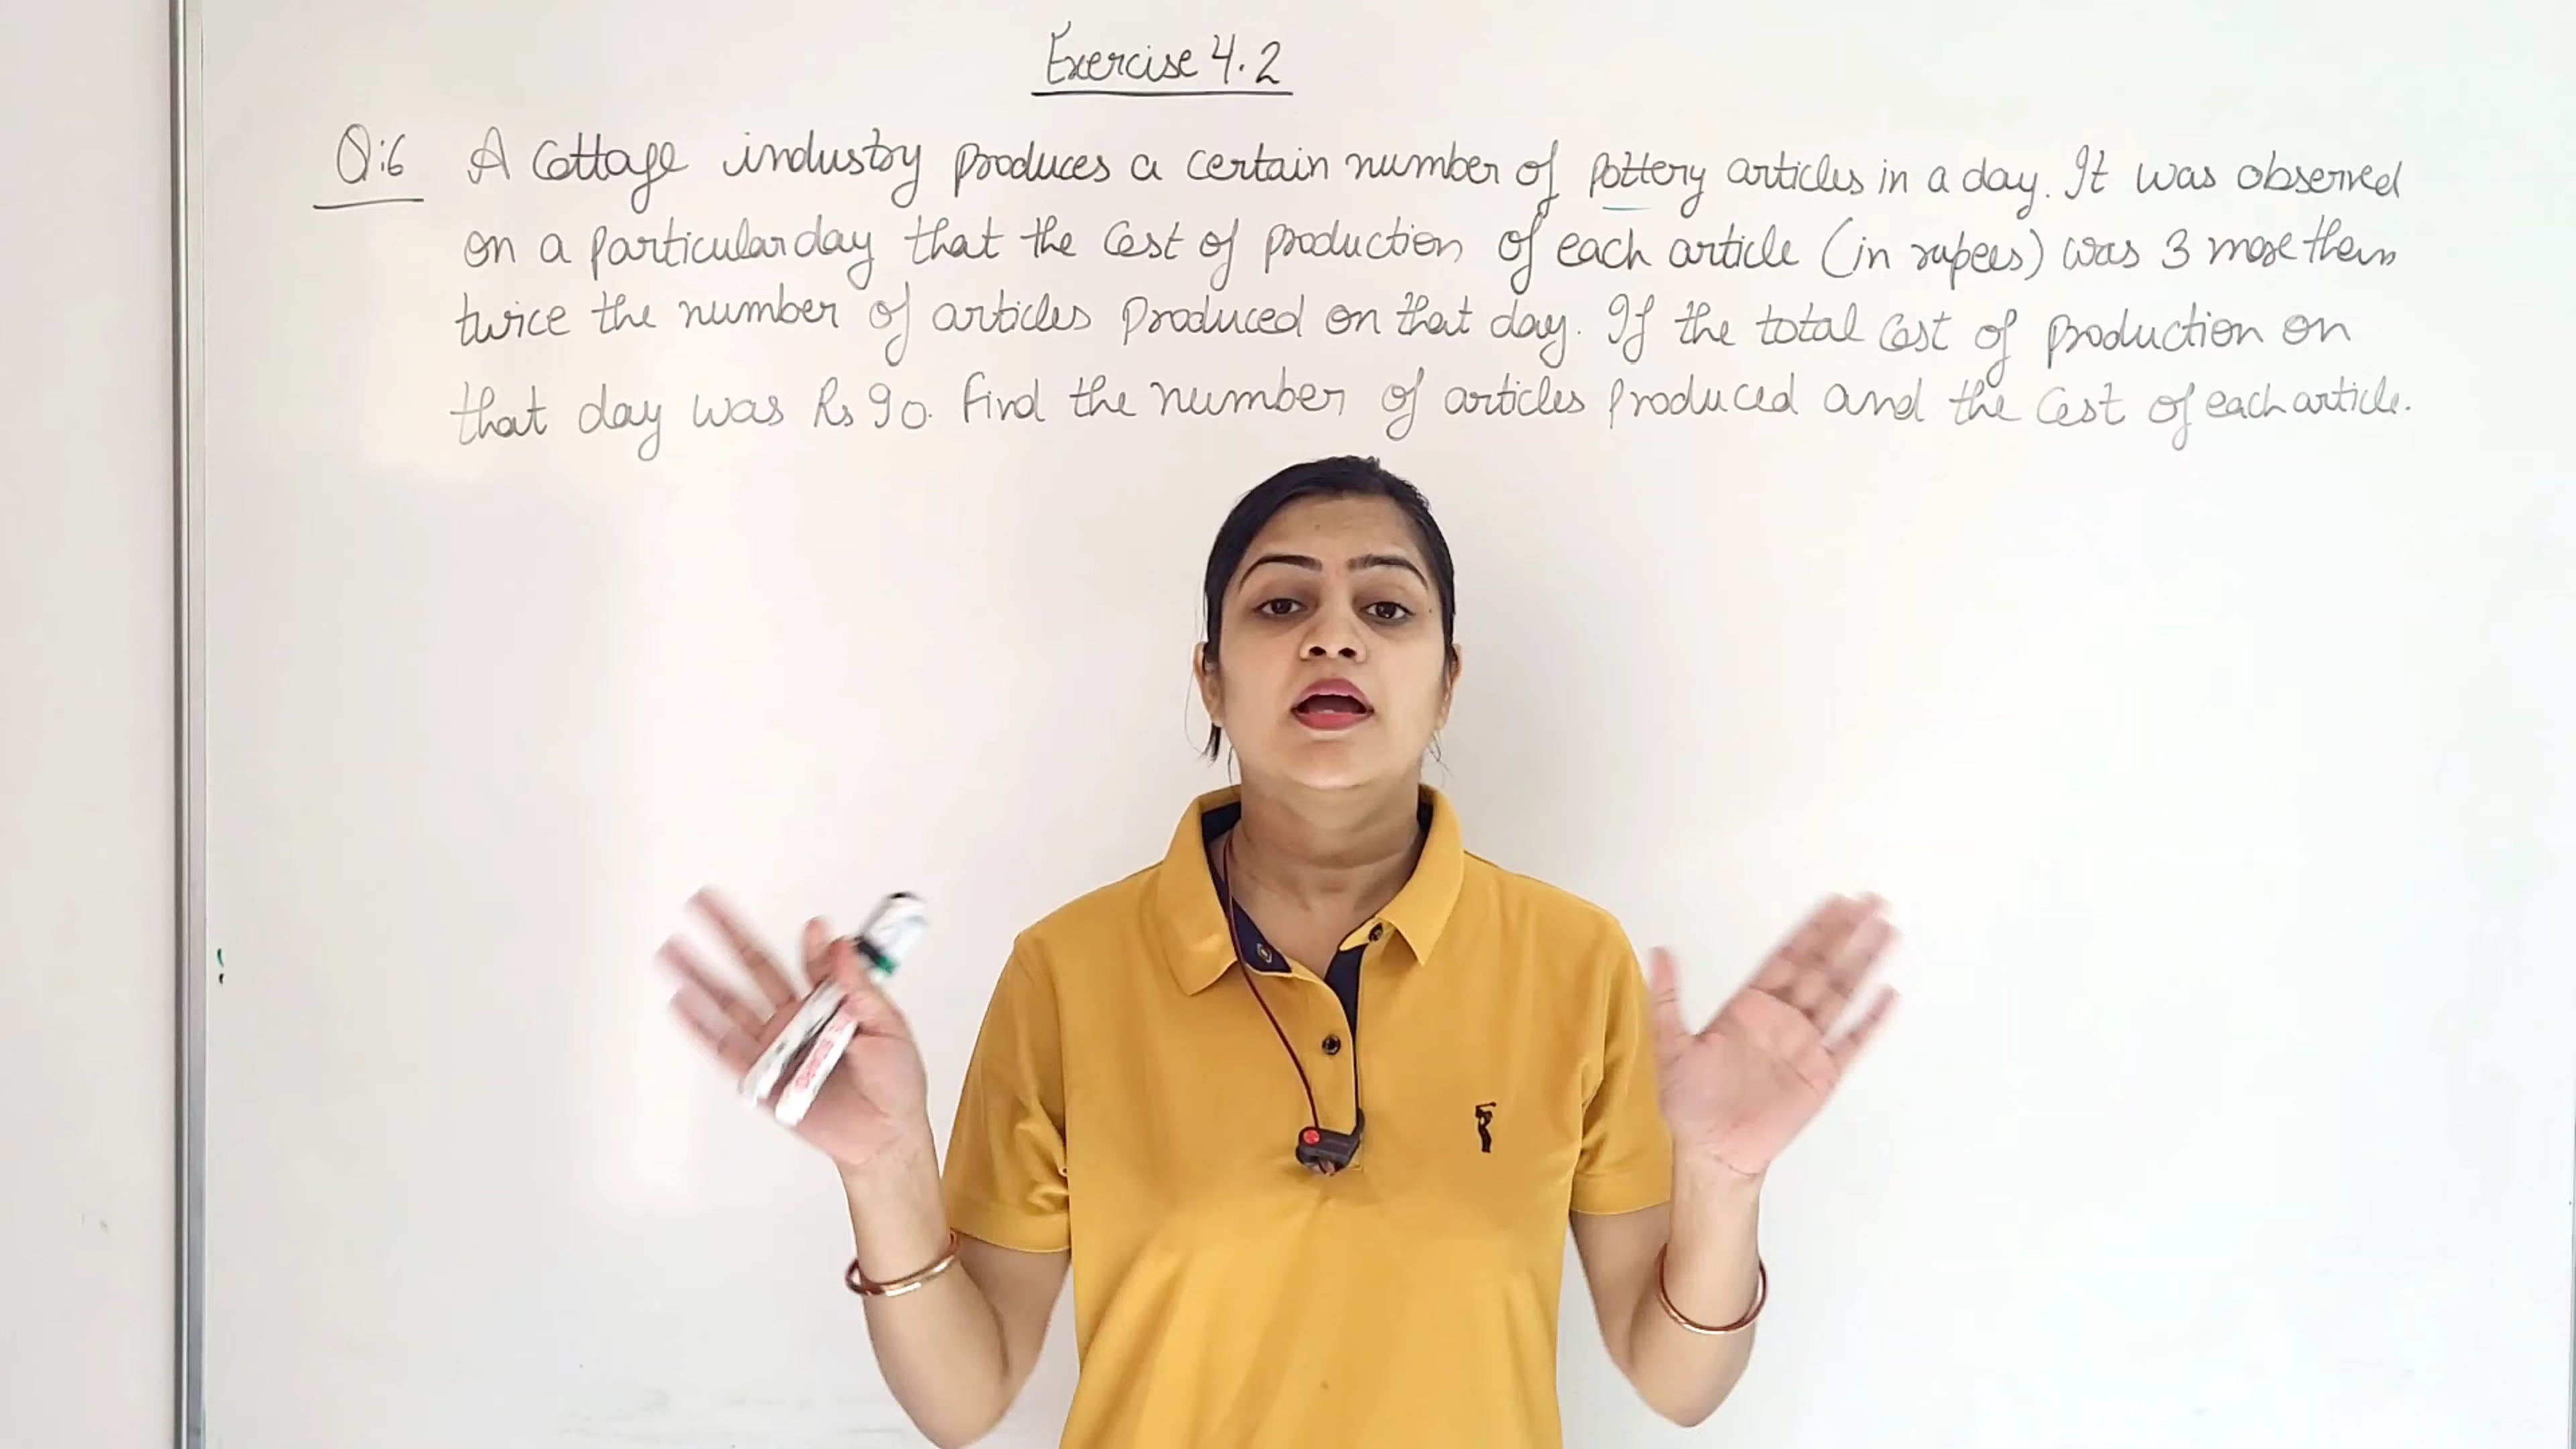 Exercise 4.2
Q:6 A Cottage industry produces a certain number of pottery articles in a day. It was observed
on a particular day that the cost of production of each article (in rupees) was 3 more than
twice the number of articles produced on that day. If the total cost of production on
that day was Rs 90. Find the number of articles produced and the cost of each article.